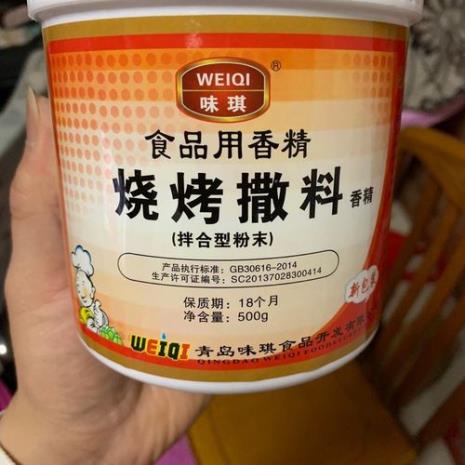 WEIQI
®
味琪
食品用香精
烧烤撒料香精
(拌合型粉末)
产品执行标准：GB30616-2014
生产许可证编号：SC20137028300414
保质期：18个月
净含量：500g
新包装
WEIQI 青岛味琪食品开发有限
QINGDAO WEIQI FOOD